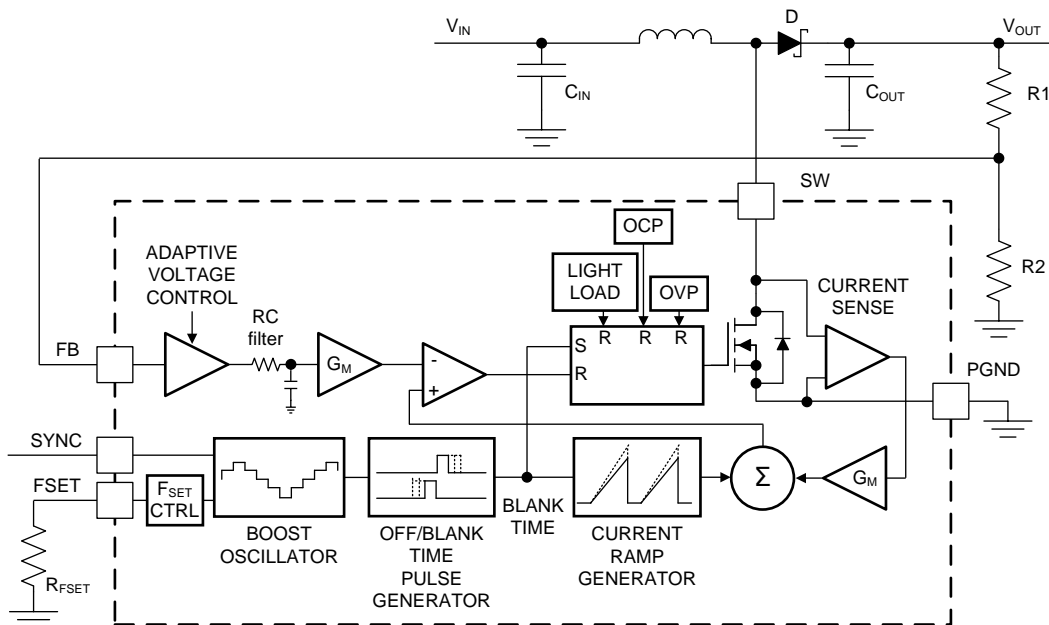 V_IN
D
V_OUT
C_IN
C_OUT
R1
SW
R2
OCP
ADAPTIVE
VOLTAGE
CONTROL
LIGHT
LOAD
OVP
CURRENT
SENSE
RC
filter
R R R
FB
G_M
-
+
S
R
PGND
SYNC
FSET
F_SET
CTRL
Σ
G_M
BLANK
TIME
BOOST
OSCILLATOR
OFF/BLANK
TIME
PULSE
GENERATOR
CURRENT
RAMP
GENERATOR
R_FSET